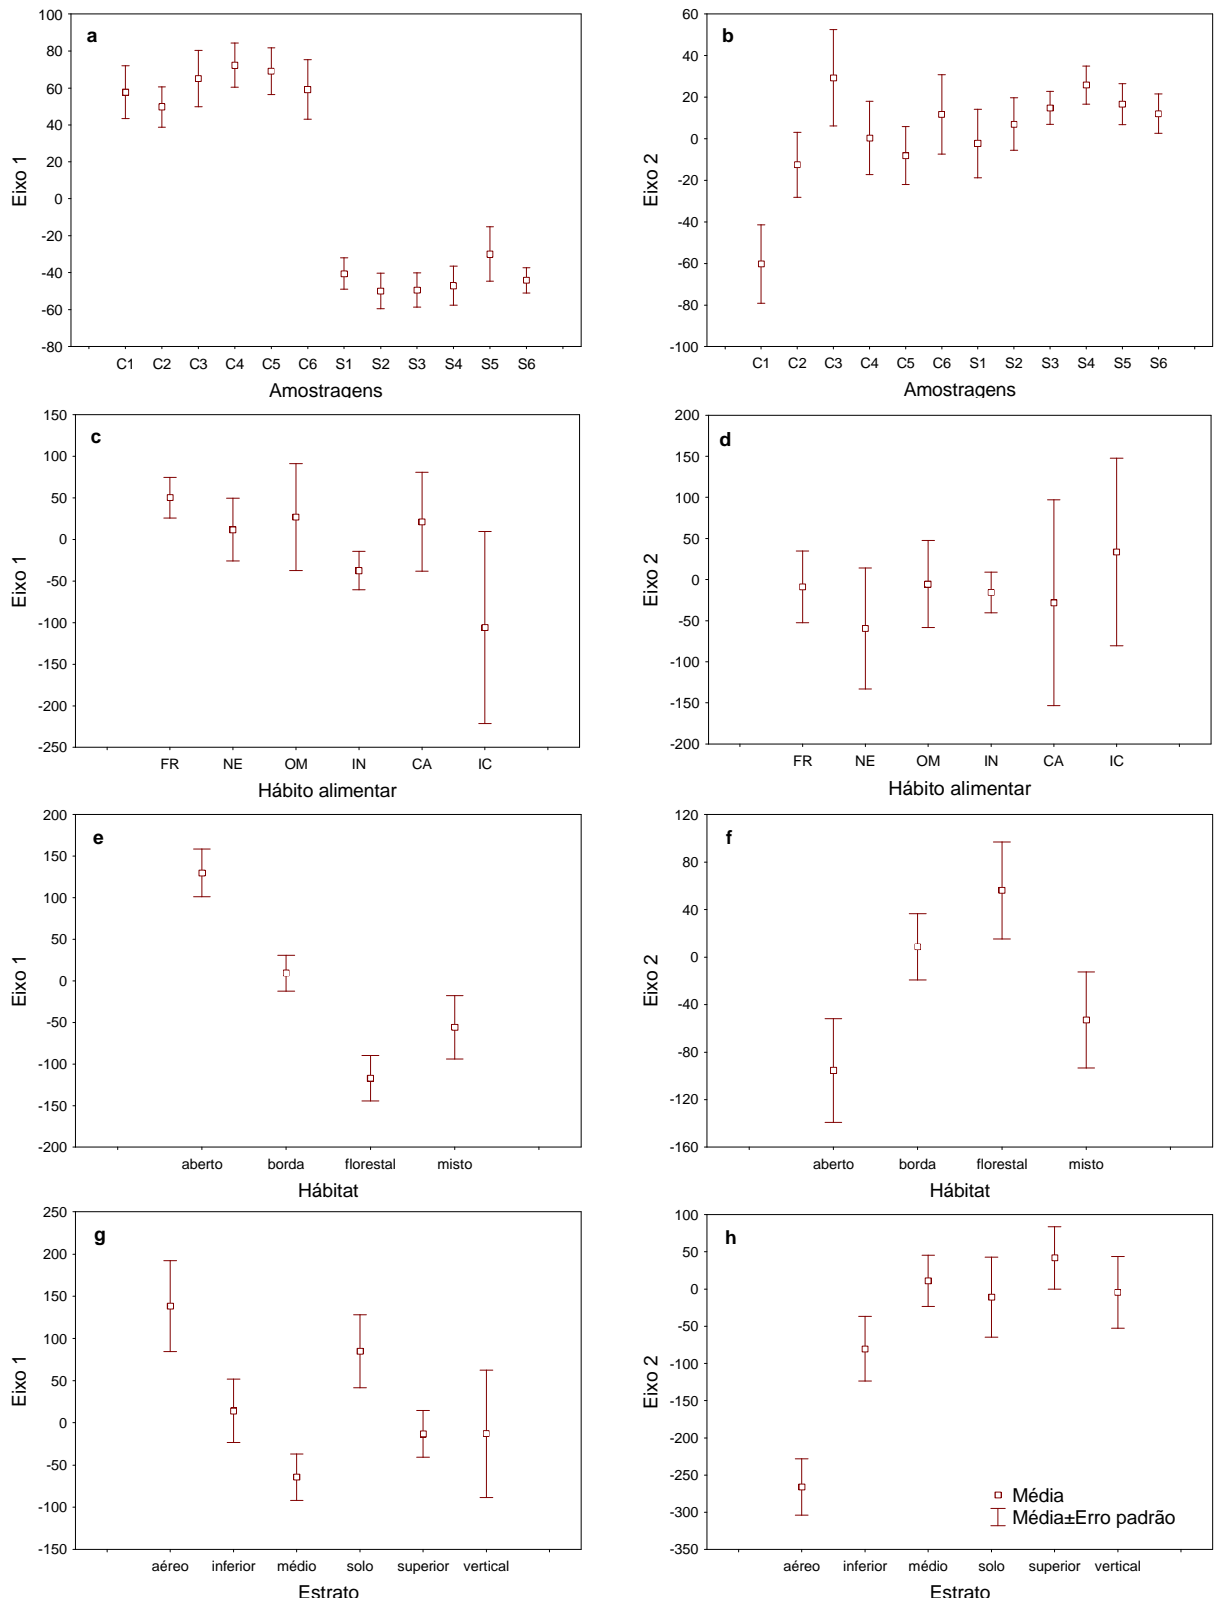 a
100
80
60
40
20
0
-20
-40
-60
-80
Eixo 1
C1 C2 C3 C4 C5 C6 S1 S2 S3 S4 S5 S6
Amostragens
b
60
40
20
0
-20
-40
-60
-80
-100
Eixo 2
C1 C2 C3 C4 C5 C6 S1 S2 S3 S4 S5 S6
Amostragens
c
150
100
50
0
-50
-100
-150
-200
-250
Eixo 1
FR NE OM IN CA IC
Hábito alimentar
d
200
150
100
50
0
-50
-100
-150
-200
Eixo 2
FR NE OM IN CA IC
Hábito alimentar
e
200
150
100
50
0
-50
-100
-150
-200
Eixo 1
aberto borda florestal misto
Hábitat
f
120
80
40
0
-40
-80
-120
-160
Eixo 2
aberto borda florestal misto
Hábitat
g
250
200
150
100
50
0
-50
-100
-150
Eixo 1
aéreo inferior médio solo superior vertical
Estrato
h
100
50
0
-50
-100
-150
-200
-250
-300
-350
Eixo 2
Média
Média±Erro padrão
aéreo inferior médio solo superior vertical
Estrato